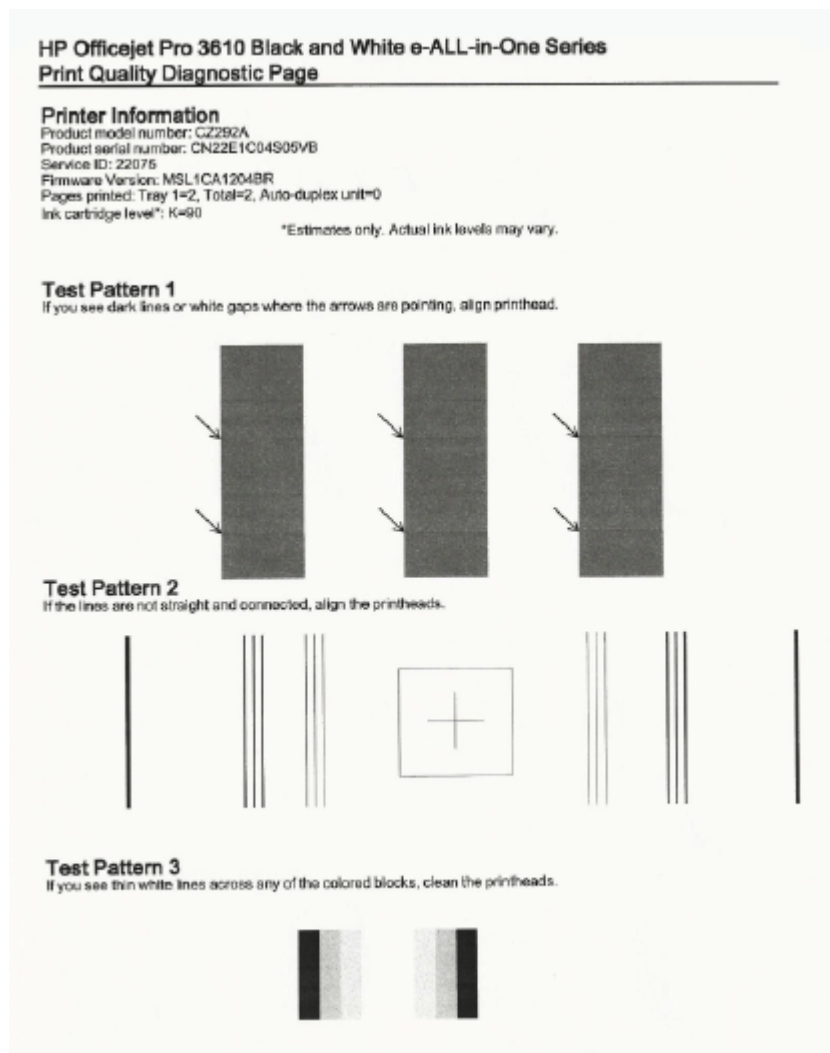 HP Officejet Pro 3610 Black and White e-ALL-in-One Series
Print Quality Diagnostic Page
Printer Information
Product model number: CZ292A
Product serial number: CN22E1C04S05VB
Service ID: 22075
Firmware Version: MSL1CA1204BR
Pages printed: Tray 1=2, Total=2, Auto-duplex unit=0
Ink cartridge level*: K=90
*Estimates only. Actual ink levels may vary.
Test Pattern 1
If you see dark lines or white gaps where the arrows are pointing, align printhead.
Test Pattern 2
If the lines are not straight and connected, align the printheads.
Test Pattern 3
If you see thin white lines across any of the colored blocks, clean the printheads.